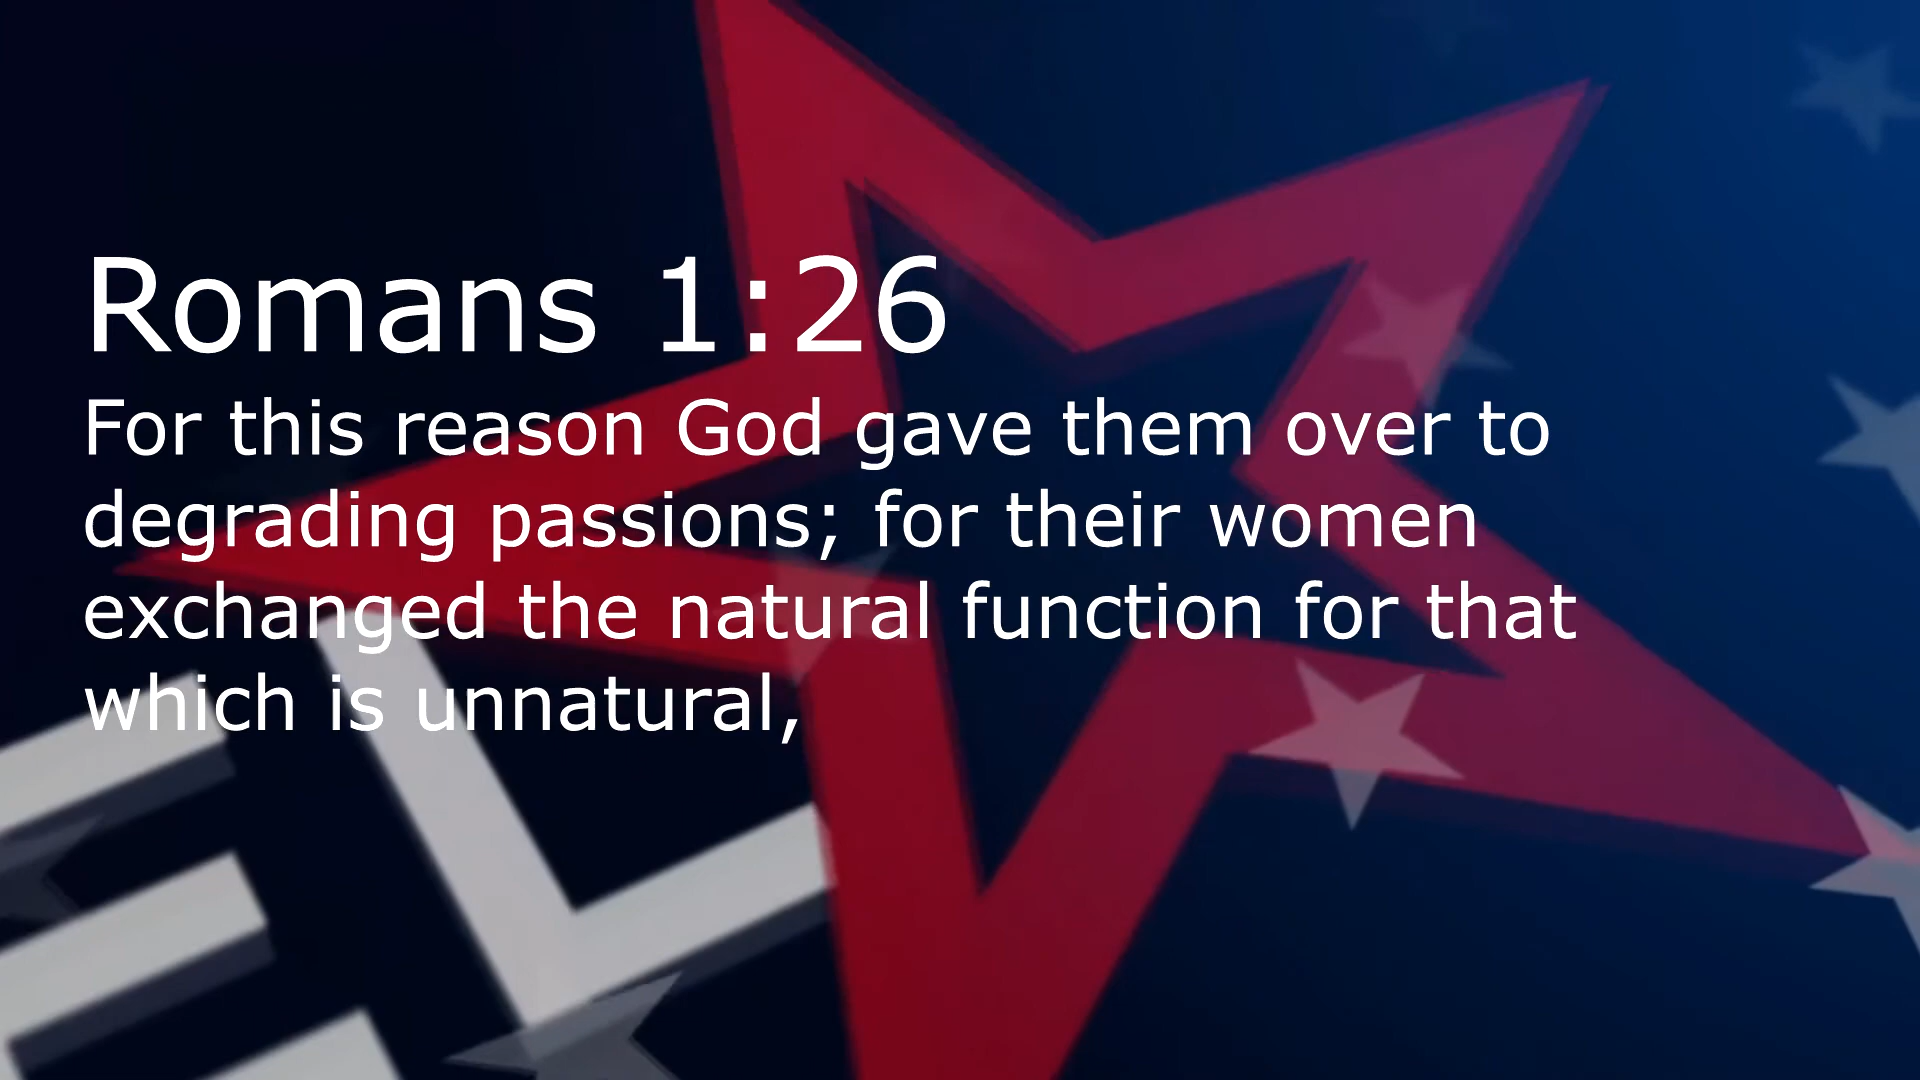 Romans 1:26
For this reason God gave them over to
degrading passions; for their women
exchanged the natural function for that
which is unnatural,
EL